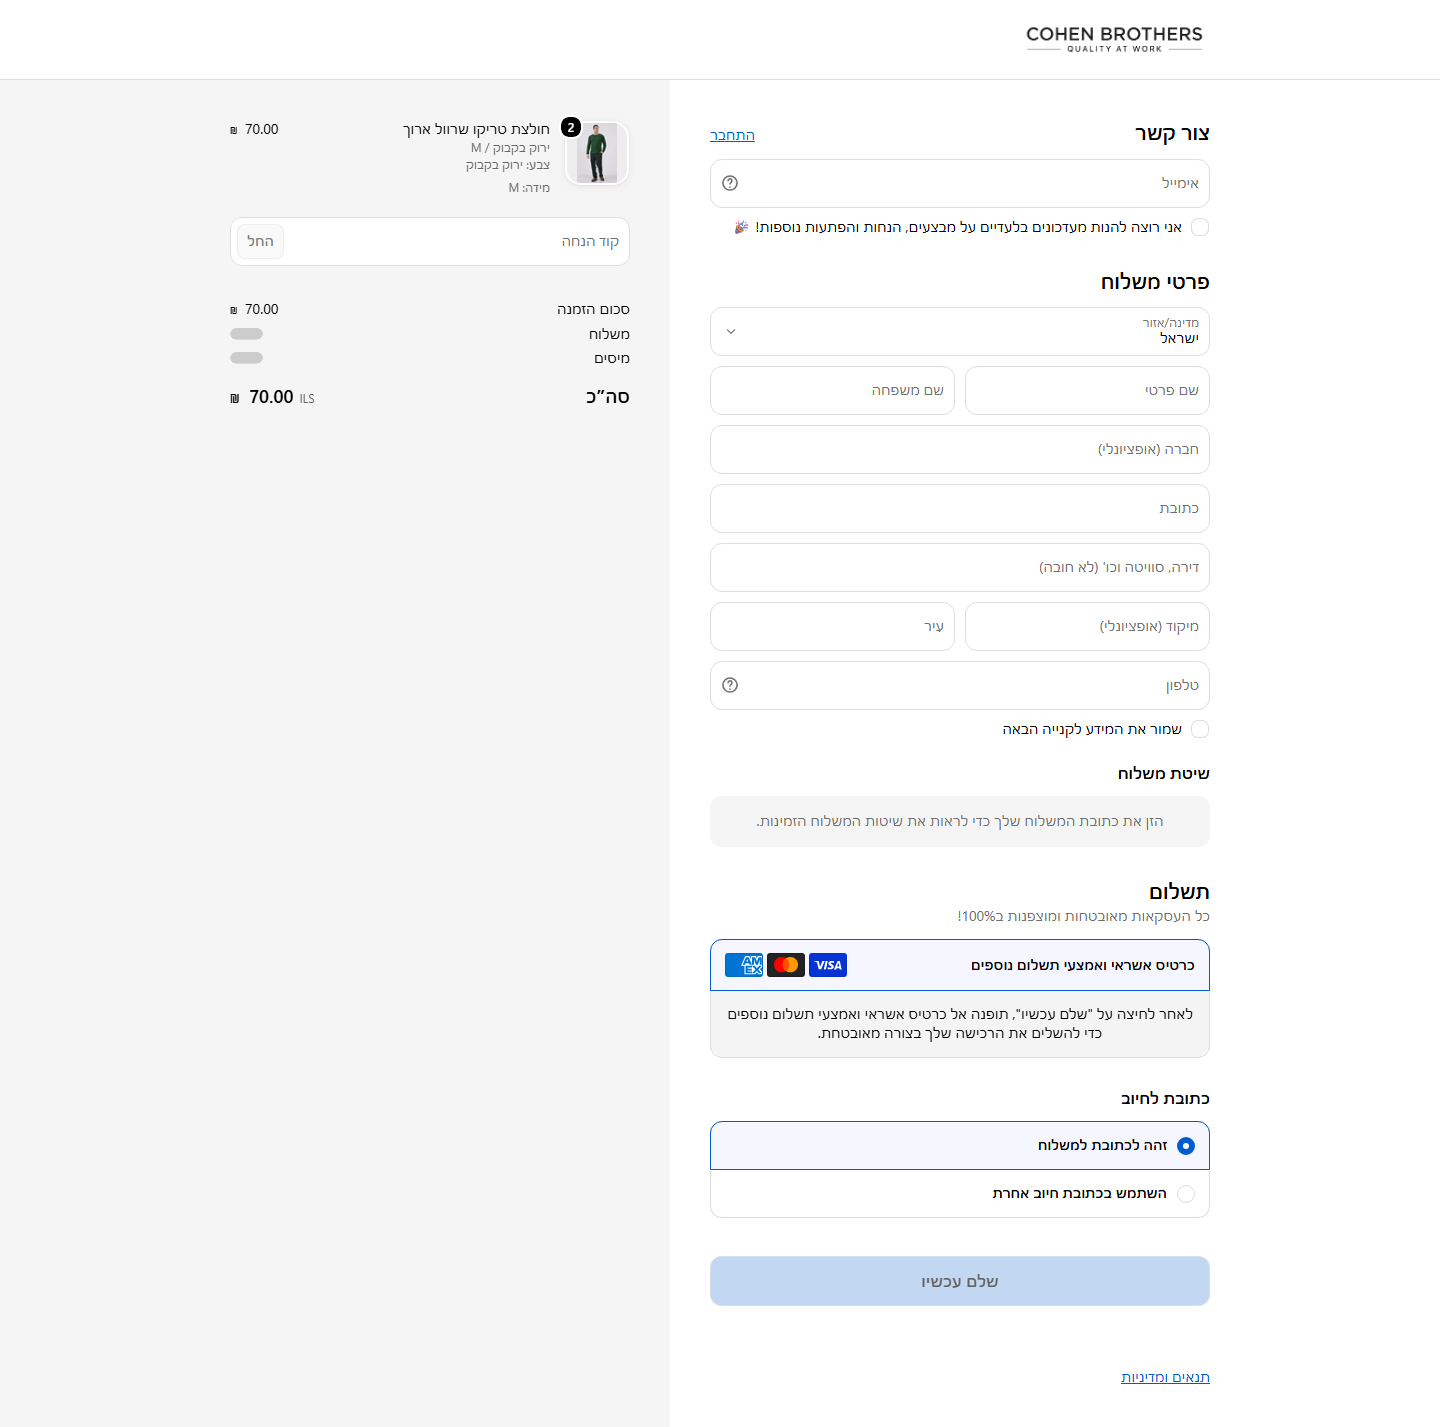 COHEN BROTHERS
QUALITY AT WORK
צור קשר
התחבר
אימייל
אני רוצה להנות מעדכונים בלעדיים על מבצעים, הנחות והפתעות נוספות! 🎉
פרטי משלוח
מדינה/אזור
ישראל
שם פרטי
שם משפחה
חברה (אופציונלי)
כתובת
דירה, סוויטה וכו' (לא חובה)
מיקוד (אופציונלי)
עיר
טלפון
שמור את המידע לקנייה הבאה
שיטת משלוח
הזן את כתובת המשלוח שלך כדי לראות את שיטות המשלוח הזמינות.
תשלום
כל העסקאות מאובטחות ומוצפנות ב100%!
כרטיס אשראי ואמצעי תשלום נוספים
VISA
AMEX
לאחר לחיצה על "שלם עכשיו", תופנה אל כרטיס אשראי ואמצעי תשלום נוספים
כדי להשלים את הרכישה שלך בצורה מאובטחת.
כתובת לחיוב
זהה לכתובת למשלוח
השתמש בכתובת חיוב אחרת
שלם עכשיו
תנאים ומדיניות
2
חולצת טריקו שרוול ארוך
70.00 ₪
ירוק בקבוק / M
צבע: ירוק בקבוק
מידה: M
קוד הנחה
החל
סכום הזמנה
70.00 ₪
משלוח
מיסים
סה״כ
ILS 70.00 ₪